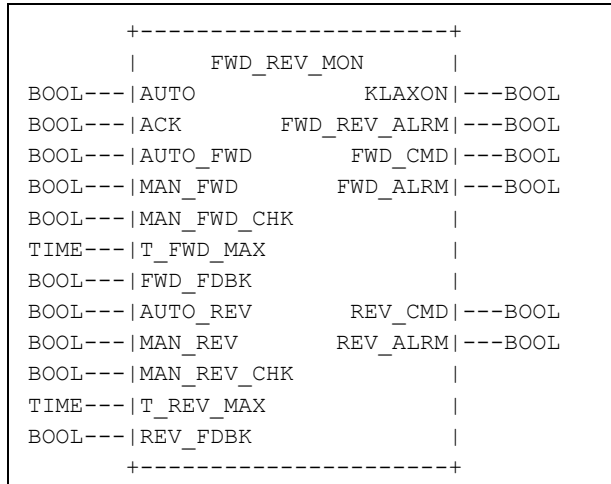 +----------------------+
|     FWD_REV_MON      |
BOOL---|AUTO            KLAXON|---BOOL
BOOL---|ACK       FWD_REV_ALRM|---BOOL
BOOL---|AUTO_FWD       FWD_CMD|---BOOL
BOOL---|MAN_FWD       FWD_ALRM|---BOOL
BOOL---|MAN_FWD_CHK           |
TIME---|T_FWD_MAX             |
BOOL---|FWD_FDBK              |
BOOL---|AUTO_REV       REV_CMD|---BOOL
BOOL---|MAN_REV       REV_ALRM|---BOOL
BOOL---|MAN_REV_CHK           |
TIME---|T_REV_MAX             |
BOOL---|REV_FDBK              |
+----------------------+